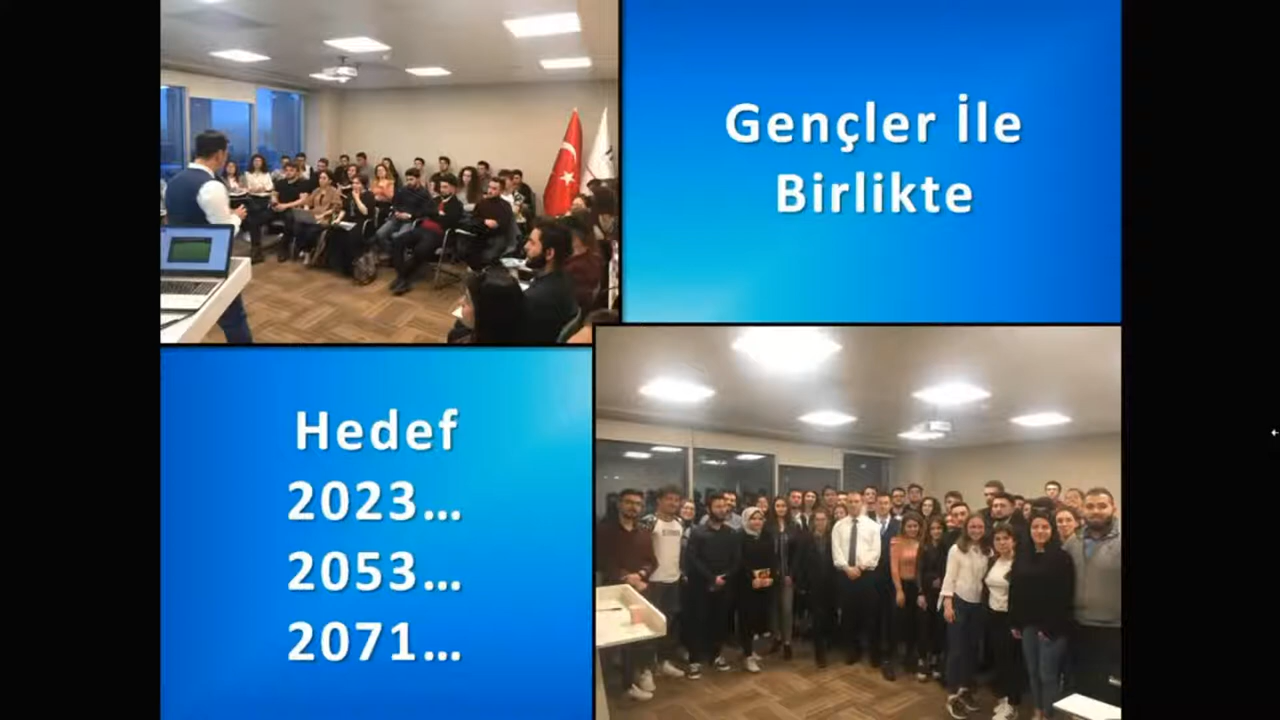 Gençler İle
Birlikte
Hedef
2023…
2053…
2071…